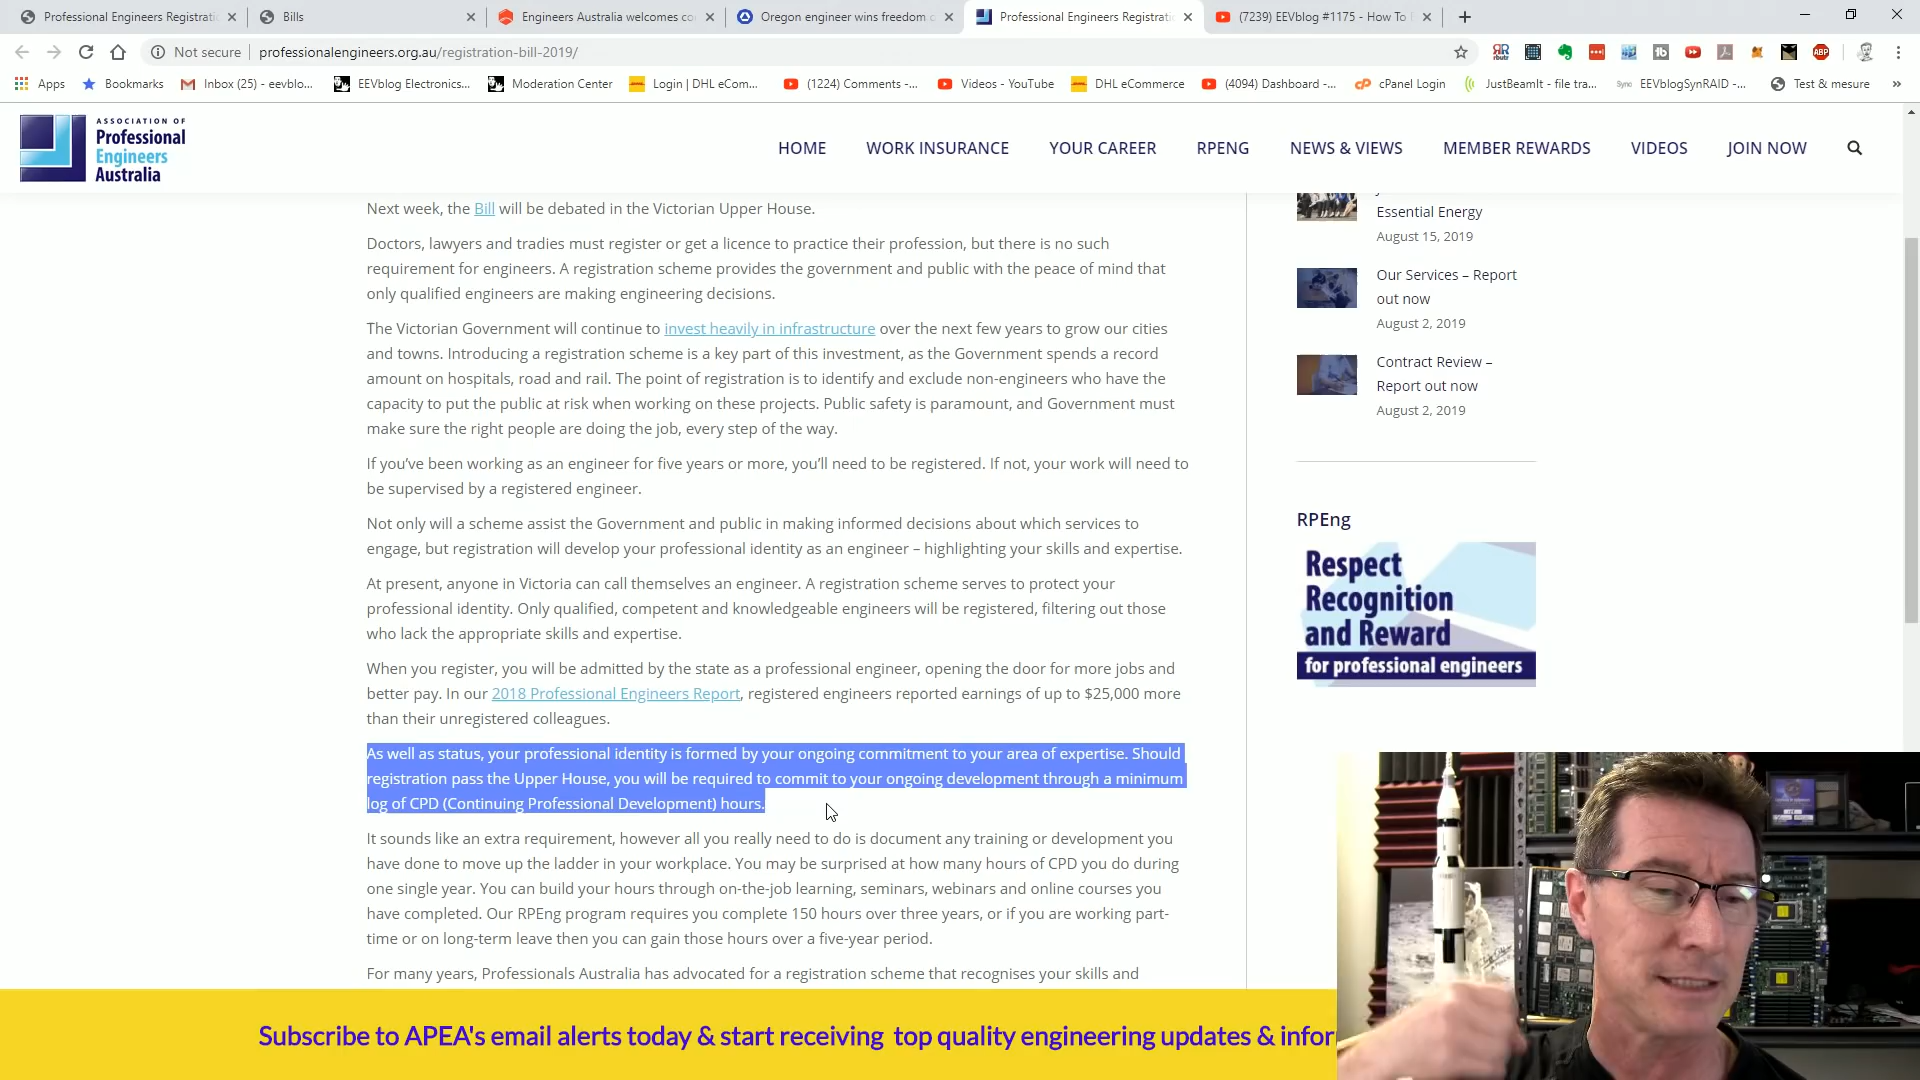 Professional Engineers Registrati
Bills
Engineers Australia welcomes co
Oregon engineer wins freedom o
Professional Engineers Registrati
(7239) EEVblog #1175 - How To
Not secure
professionalengineers.org.au/registration-bill-2019/
Apps
Bookmarks
Inbox (25) - eevblo...
EEVblog Electronics...
Moderation Center
Login | DHL eCom...
(1224) Comments -...
Videos - YouTube
DHL eCommerce
(4094) Dashboard -...
cPanel Login
JustBeamIt - file tra...
EEVblogSynRAID -...
Test & mesure
ASSOCIATION OF
Professional
Engineers
Australia
HOME
WORK INSURANCE
YOUR CAREER
RPENG
NEWS & VIEWS
MEMBER REWARDS
VIDEOS
JOIN NOW
Next week, the Bill will be debated in the Victorian Upper House.
Doctors, lawyers and tradies must register or get a licence to practice their profession, but there is no such
requirement for engineers. A registration scheme provides the government and public with the peace of mind that
only qualified engineers are making engineering decisions.
The Victorian Government will continue to invest heavily in infrastructure over the next few years to grow our cities
and towns. Introducing a registration scheme is a key part of this investment, as the Government spends a record
amount on hospitals, road and rail. The point of registration is to identify and exclude non-engineers who have the
capacity to put the public at risk when working on these projects. Public safety is paramount, and Government must
make sure the right people are doing the job, every step of the way.
If you've been working as an engineer for five years or more, you'll need to be registered. If not, your work will need to
be supervised by a registered engineer.
Not only will a scheme assist the Government and public in making informed decisions about which services to
engage, but registration will develop your professional identity as an engineer – highlighting your skills and expertise.
At present, anyone in Victoria can call themselves an engineer. A registration scheme serves to protect your
professional identity. Only qualified, competent and knowledgeable engineers will be registered, filtering out those
who lack the appropriate skills and expertise.
When you register, you will be admitted by the state as a professional engineer, opening the door for more jobs and
better pay. In our 2018 Professional Engineers Report, registered engineers reported earnings of up to $25,000 more
than their unregistered colleagues.
As well as status, your professional identity is formed by your ongoing commitment to your area of expertise. Should
registration pass the Upper House, you will be required to commit to your ongoing development through a minimum
log of CPD (Continuing Professional Development) hours.
It sounds like an extra requirement, however all you really need to do is document any training or development you
have done to move up the ladder in your workplace. You may be surprised at how many hours of CPD you do during
one single year. You can build your hours through on-the-job learning, seminars, webinars and online courses you
have completed. Our RPEng program requires you complete 150 hours over three years, or if you are working part-
time or on long-term leave then you can gain those hours over a five-year period.
For many years, Professionals Australia has advocated for a registration scheme that recognises your skills and
Essential Energy
August 15, 2019
Our Services – Report
out now
August 2, 2019
Contract Review –
Report out now
August 2, 2019
RPEng
Respect
Recognition
and Reward
for professional engineers
Subscribe to APEA's email alerts today & start receiving top quality engineering updates & infor